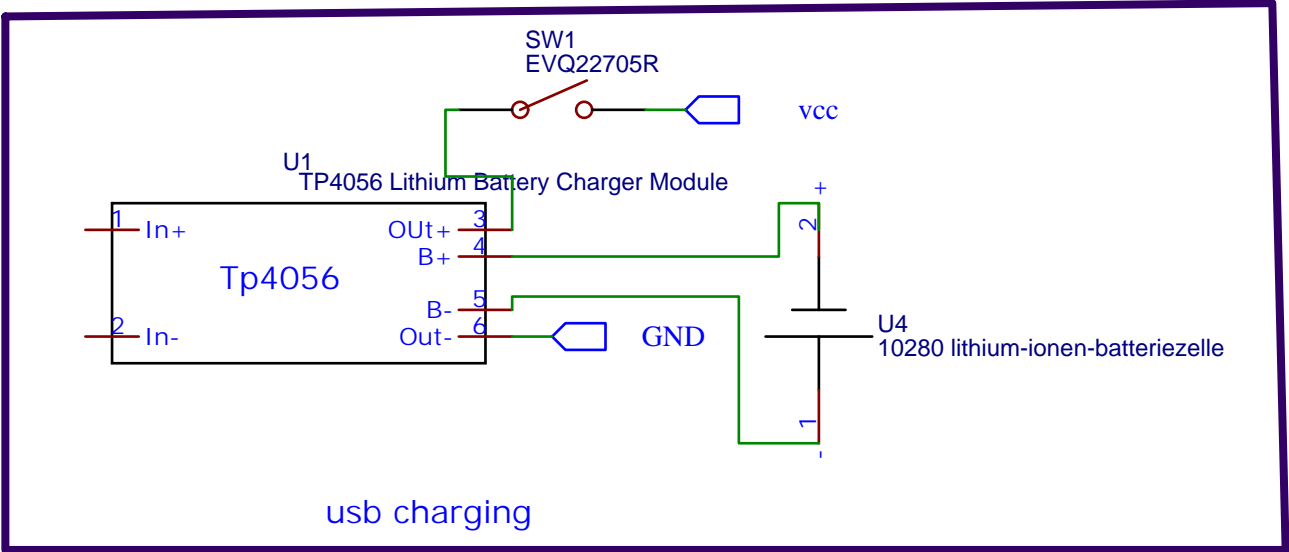 SW1
EVQ22705R
vcc
U1
TP4056 Lithium Battery Charger Module
+
1
In+
OUt+
3
2
B+
4
Tp4056
B-
5
U4
2
In-
Out-
6
GND
10280 lithium-ionen-batteriezelle
1
-
usb charging